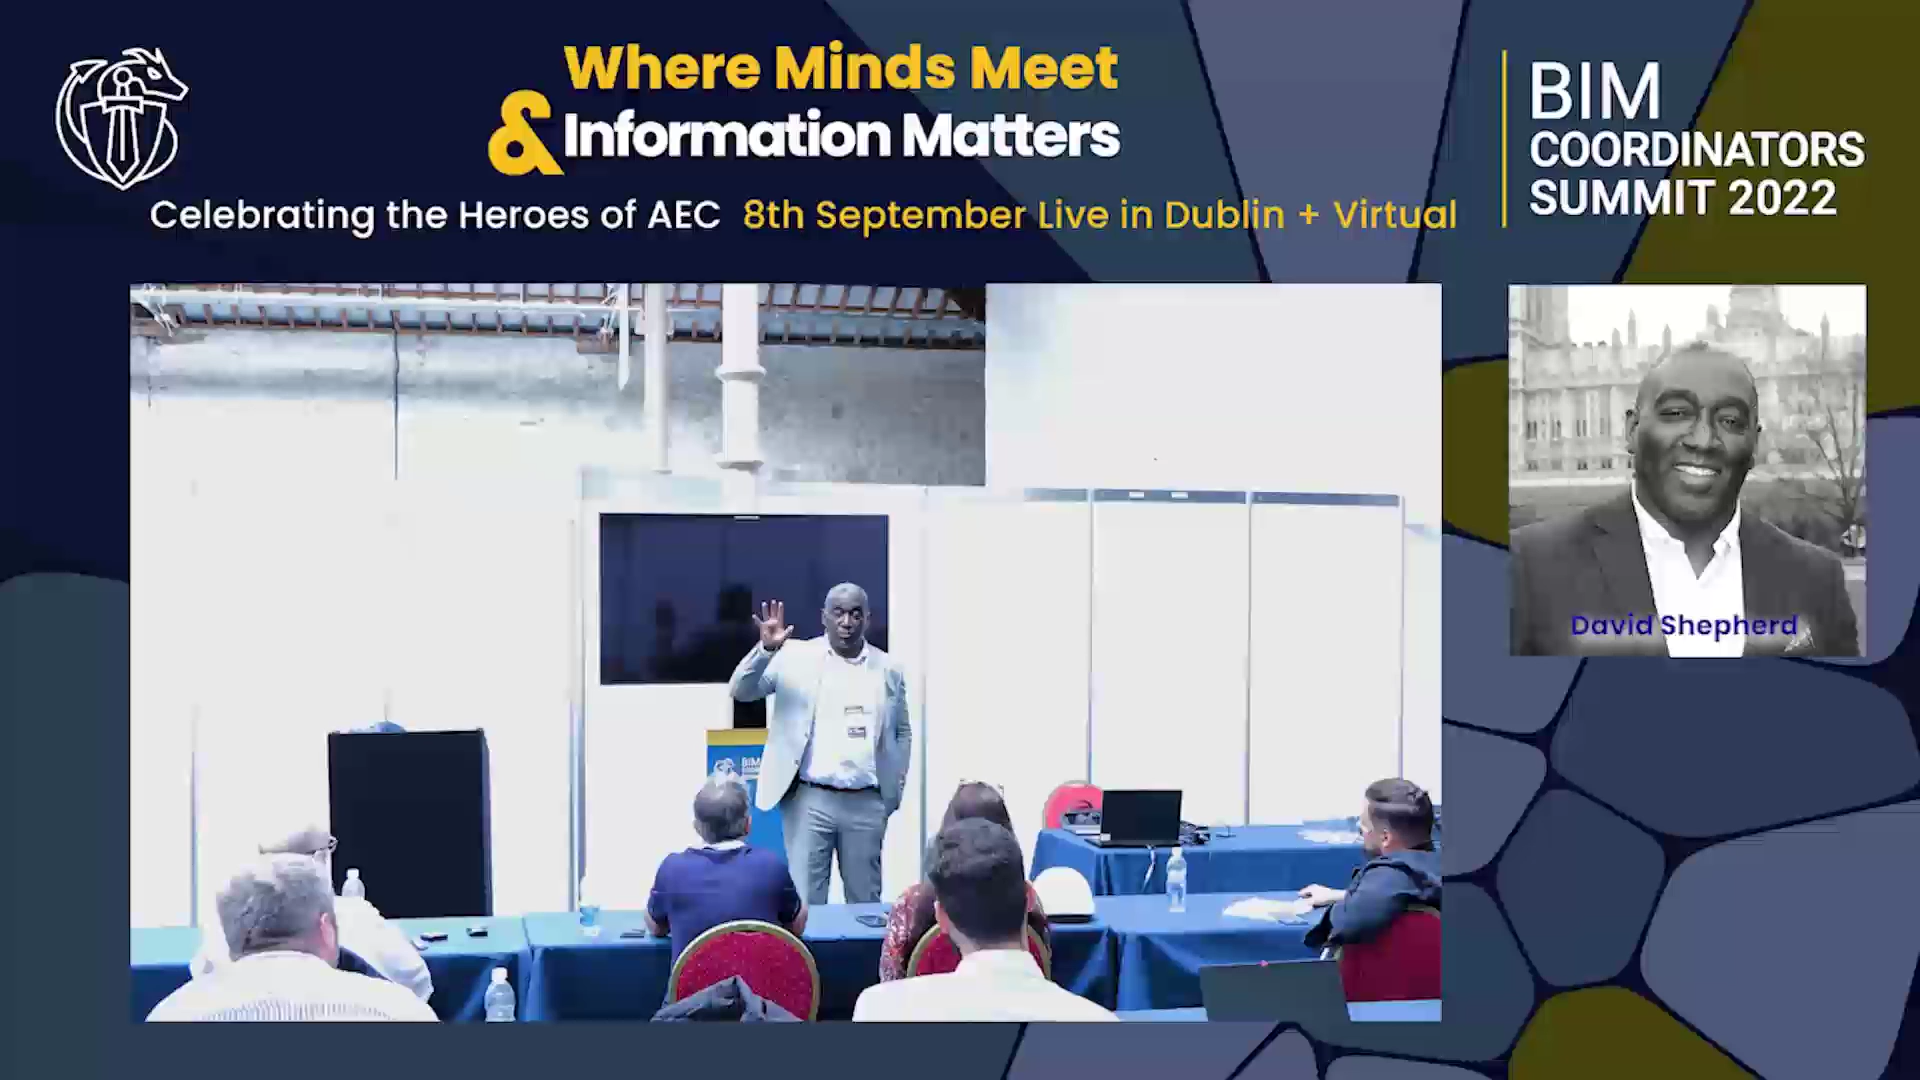 Where Minds Meet
& Information Matters
Celebrating the Heroes of AEC 8th September Live in Dublin + Virtual
BIM
COORDINATORS
SUMMIT 2022
David Shepherd
BIM